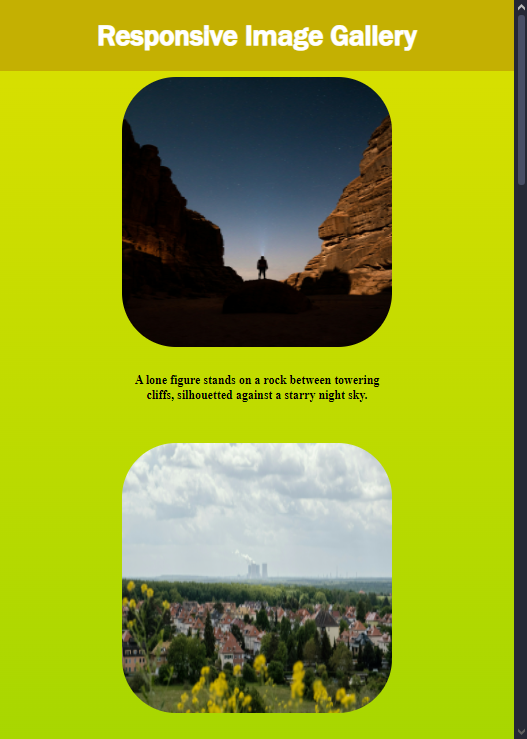 Responsive Image Gallery
A lone figure stands on a rock between towering
cliffs, silhouetted against a starry night sky.